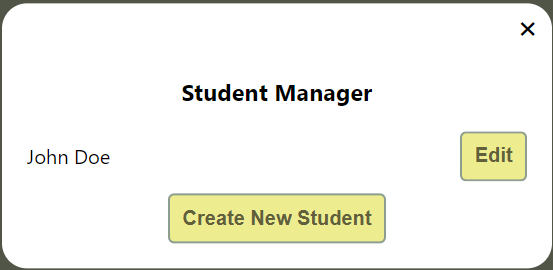 ✕
Student Manager
John Doe Edit
Create New Student